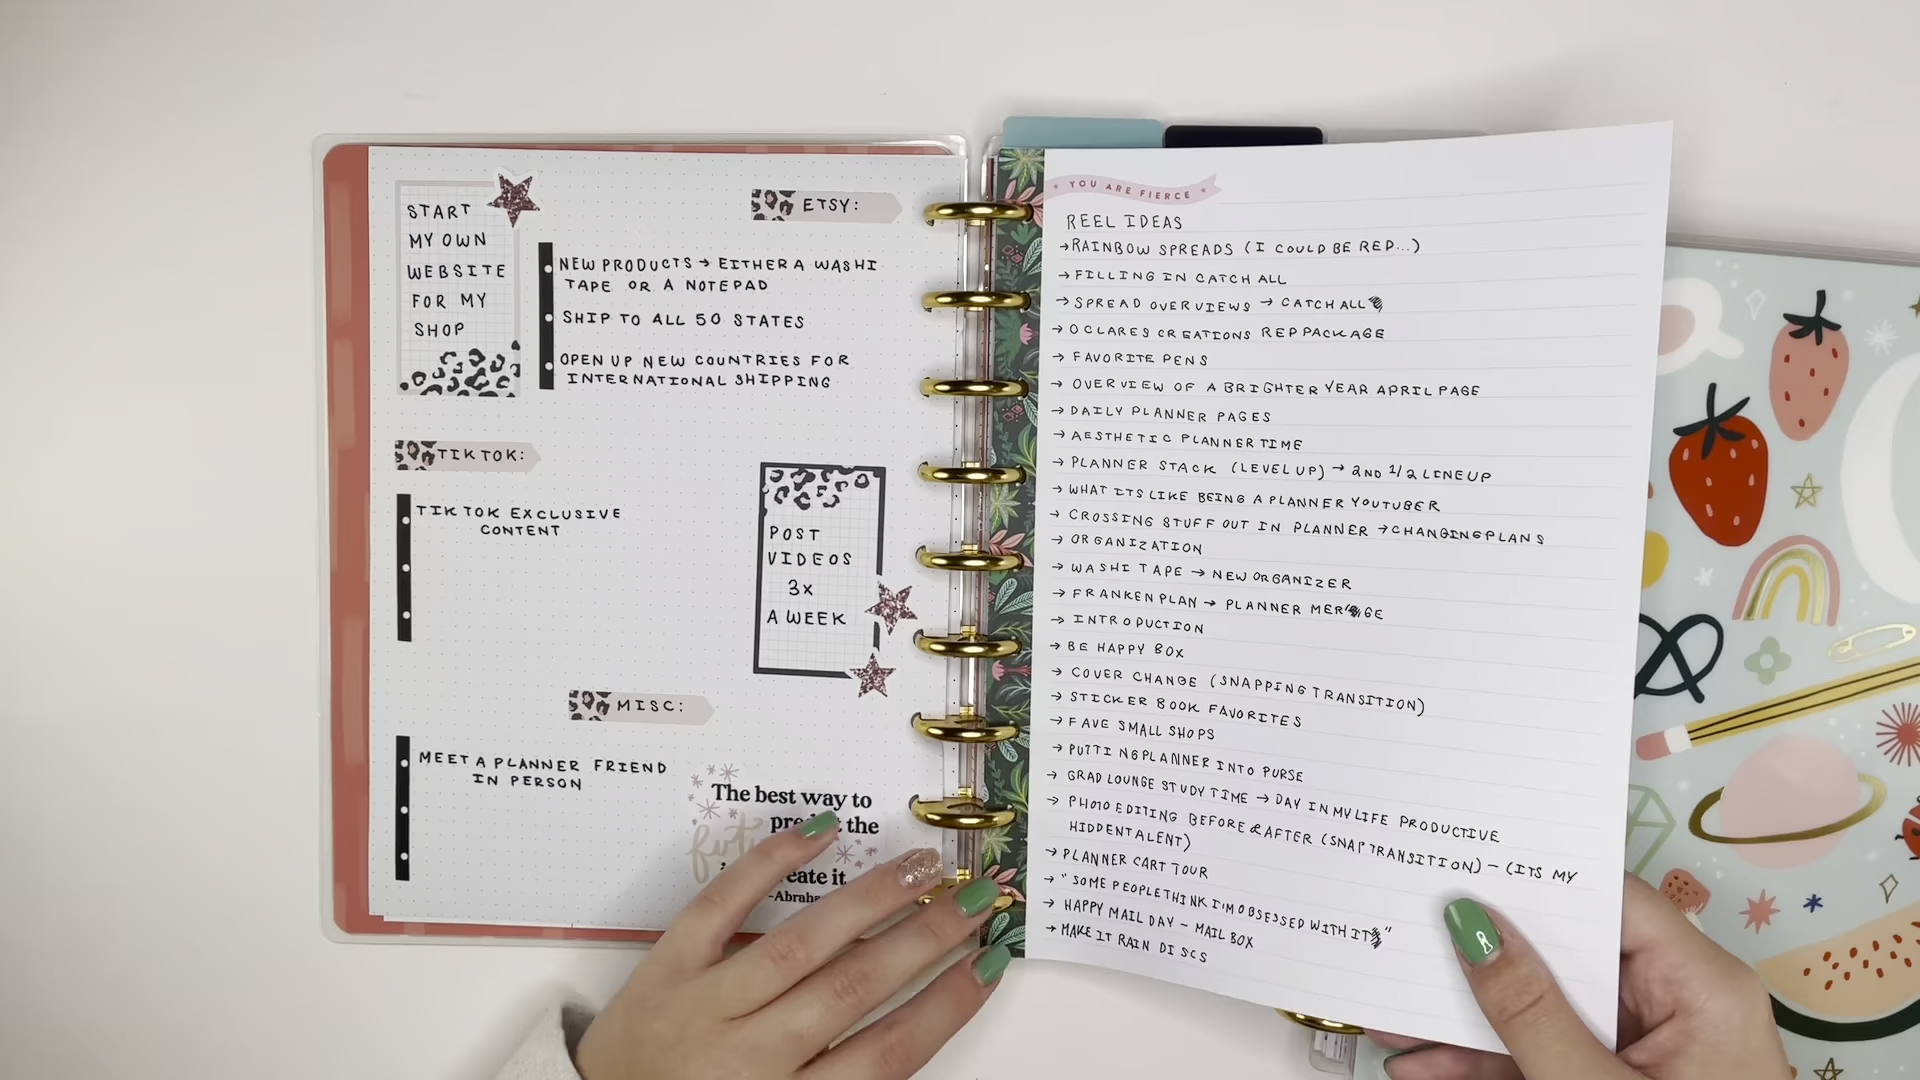 START
MY OWN
WEBSITE
FOR MY
SHOP
ETSY:
NEW PRODUCTS → EITHER A WASHI
TAPE OR A NOTEPAD
SHIP TO ALL 50 STATES
OPEN UP NEW COUNTRIES FOR
INTERNATIONAL SHIPPING
TIKTOK:
TIKTOK EXCLUSIVE
CONTENT
POST
VIDEOS
3x
A WEEK
MISC:
MEET A PLANNER FRIEND
IN PERSON
The best way to
the
create it.
YOU ARE FIERCE
REEL IDEAS
→ RAINBOW SPREADS (I COULD BE RED...)
→ FILLING IN CATCH ALL
→ SPREAD OVERVIEWS → CATCH ALL
→ OCLARES CREATIONS REP PACKAGE
→ FAVORITE PENS
→ OVERVIEW OF A BRIGHTER YEAR APRIL PAGE
→ DAILY PLANNER PAGES
→ AESTHETIC PLANNER TIME
→ PLANNER STACK (LEVEL UP) → 2ND 1/2 LINEUP
→ WHAT ITS LIKE BEING A PLANNER YOUTUBER
→ CROSSING STUFF OUT IN PLANNER → CHANGING PLANS
→ ORGANIZATION
→ WASHI TAPE → NEW ORGANIZER
→ FRANKENPLAN → PLANNER MERGE
→ INTRODUCTION
→ BE HAPPY BOX
→ COVER CHANGE (SNAPPING TRANSITION)
→ STICKER BOOK FAVORITES
→ FAVE SMALL SHOPS
→ PUTTING PLANNER INTO PURSE
→ GRAD LOUNGE STUDY TIME → DAY IN MY LIFE PRODUCTIVE
→ PHOTO EDITING BEFORE & AFTER (SNAP TRANSITION) - (ITS MY
HIDDEN TALENT)
→ PLANNER CART TOUR
→ "SOME PEOPLE THINK I'M OBSESSED WITH IT"
→ HAPPY MAIL DAY - MAIL BOX
→ MAKE IT RAIN DISCS